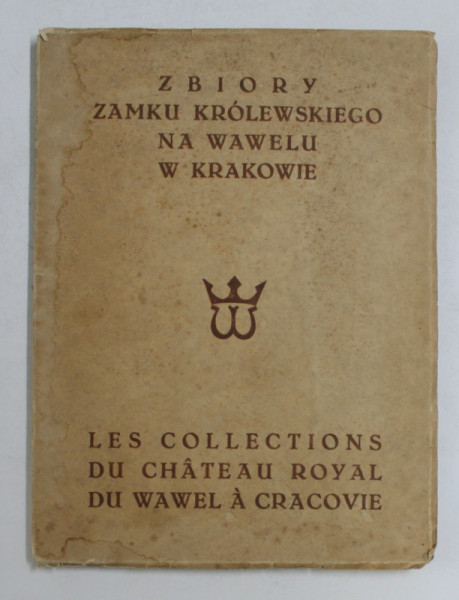 ZBIORY
ZAMKU KRÓLEWSKIEGO
NA WAWELU
W KRAKOWIE
W
LES COLLECTIONS
DU CHÂTEAU ROYAL
DU WAWEL À CRACOVIE